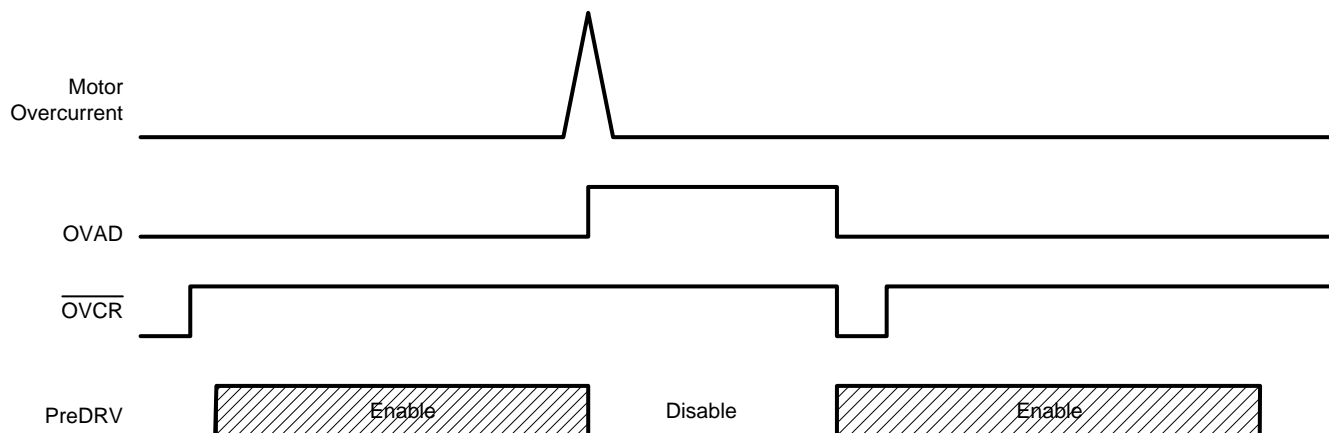 Motor
Overcurrent
OVAD
OVCR
PreDRV
Enable
Disable
Enable